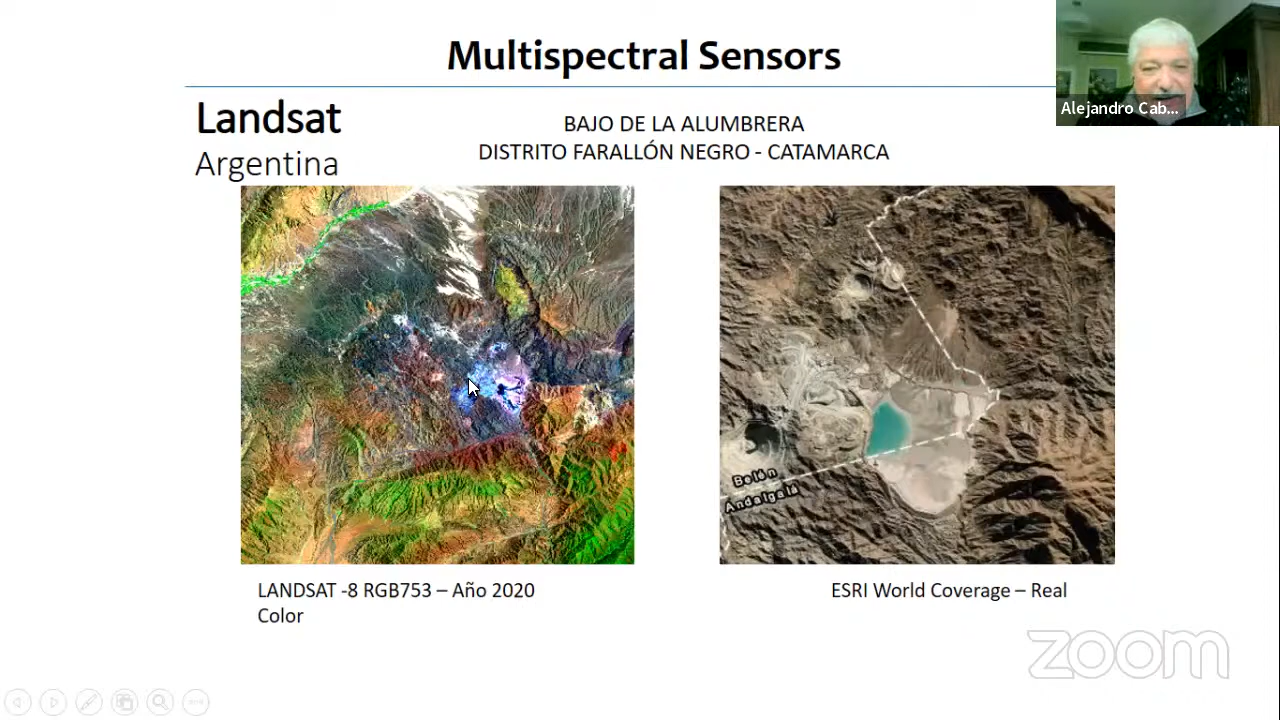 Multispectral Sensors
Alejandro Cab...
Landsat
Argentina
BAJO DE LA ALUMBRERA
DISTRITO FARALLÓN NEGRO - CATAMARCA
Belén
Andalgalá
LANDSAT -8 RGB753 – Año 2020
Color
ESRI World Coverage – Real
zoom